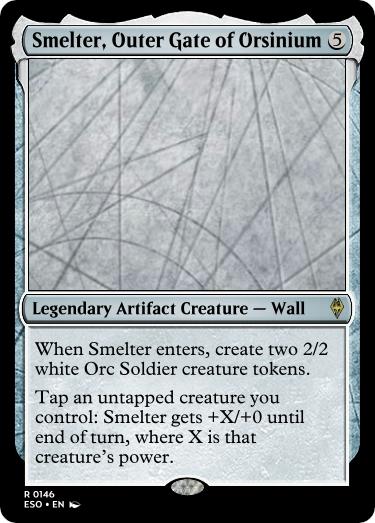 Smelter, Outer Gate of Orsinium 5
Legendary Artifact Creature — Wall
When Smelter enters, create two 2/2
white Orc Soldier creature tokens.
Tap an untapped creature you
control: Smelter gets +X/+0 until
end of turn, where X is that
creature's power.
R 0146
ESO • EN